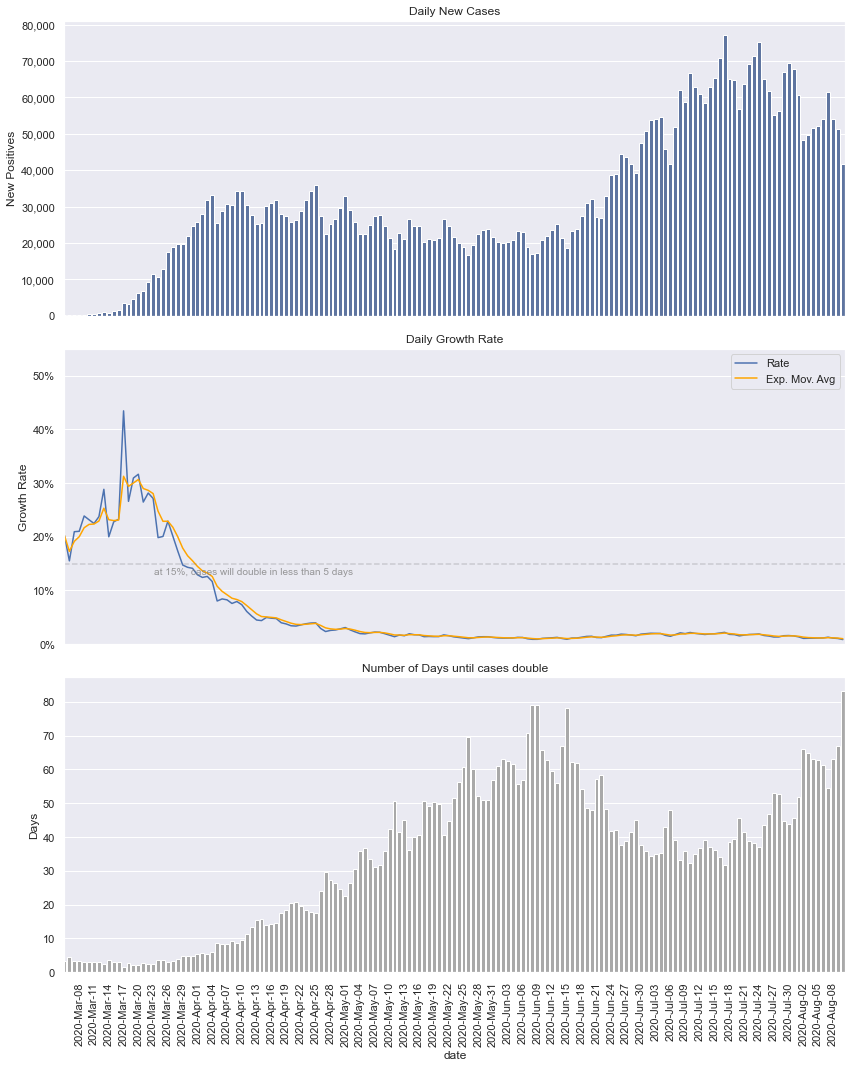 Daily New Cases
80,000
70,000
60,000
50,000
40,000
30,000
20,000
10,000
0
New Positives
Daily Growth Rate
50%
40%
30%
20%
10%
0%
Growth Rate
Rate
Exp. Mov. Avg
at 15%, cases will double in less than 5 days
Number of Days until cases double
80
70
60
50
40
30
20
10
0
Days
2020-Mar-08
2020-Mar-11
2020-Mar-14
2020-Mar-17
2020-Mar-20
2020-Mar-23
2020-Mar-26
2020-Mar-29
2020-Apr-01
2020-Apr-04
2020-Apr-07
2020-Apr-10
2020-Apr-13
2020-Apr-16
2020-Apr-19
2020-Apr-22
2020-Apr-25
2020-Apr-28
2020-May-01
2020-May-04
2020-May-07
2020-May-10
2020-May-13
2020-May-16
2020-May-19
2020-May-22
2020-May-25
2020-May-28
2020-May-31
2020-Jun-03
2020-Jun-06
2020-Jun-09
2020-Jun-12
2020-Jun-15
2020-Jun-18
2020-Jun-21
2020-Jun-24
2020-Jun-27
2020-Jun-30
2020-Jul-03
2020-Jul-06
2020-Jul-09
2020-Jul-12
2020-Jul-15
2020-Jul-18
2020-Jul-21
2020-Jul-24
2020-Jul-27
2020-Jul-30
2020-Aug-02
2020-Aug-05
2020-Aug-08
date